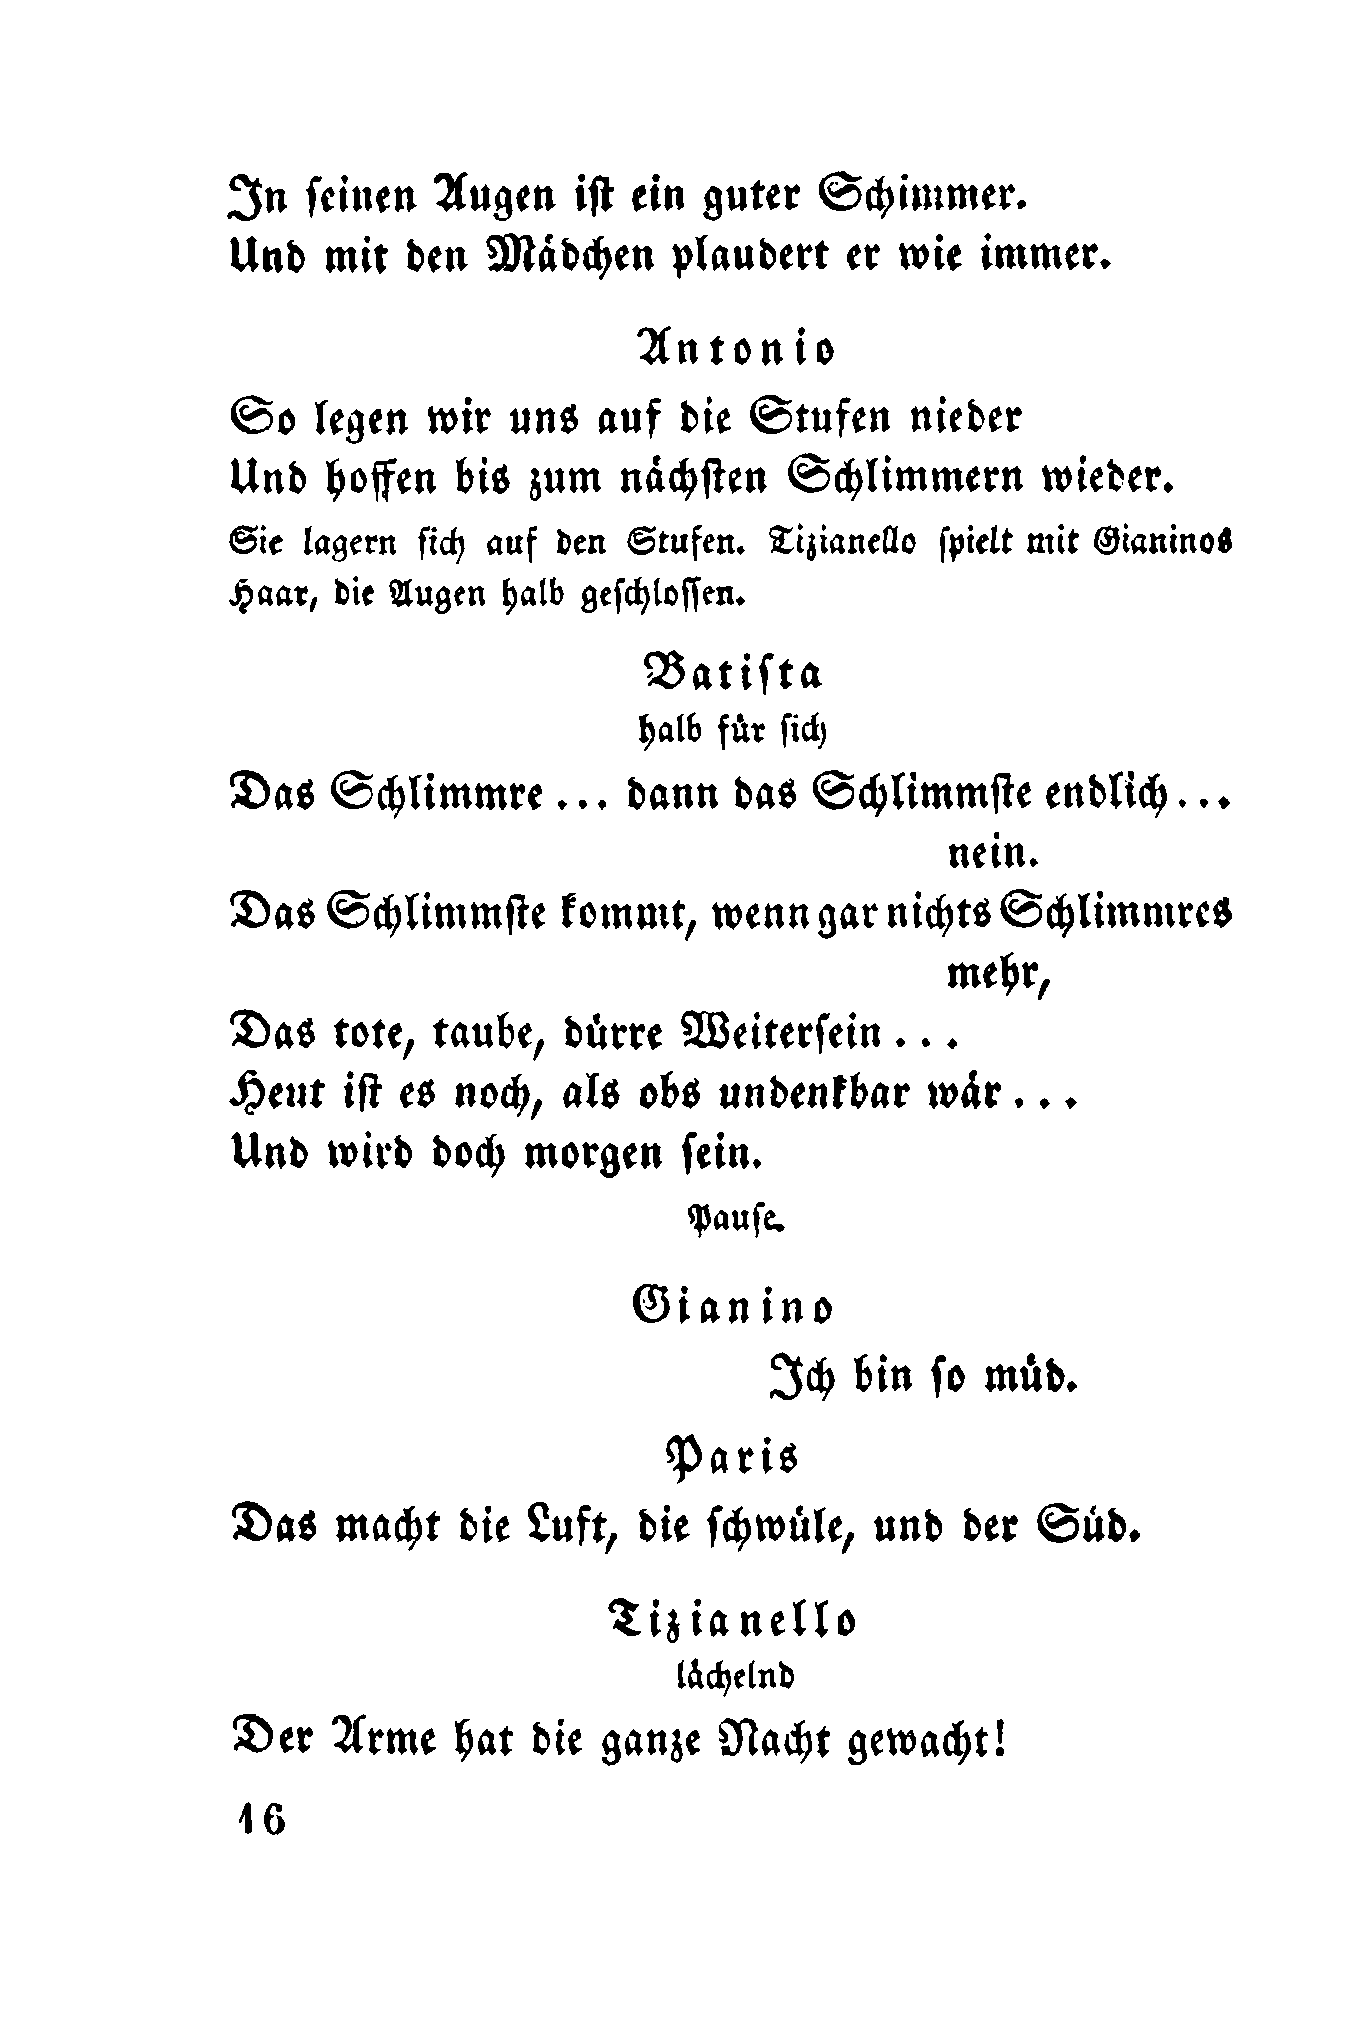 In seinen Augen ist ein guter Schimmer.
Und mit den Mädchen plaudert er wie immer.
Antonio
So legen wir uns auf die Stufen nieder
Und hoffen bis zum nächsten Schlimmern wieder.
Sie lagern sich auf den Stufen. Tizianello spielt mit Gianinos
Haar, die Augen halb geschlossen.
Batista
halb für sich
Das Schlimmre ... dann das Schlimmste endlich ...
nein.
Das Schlimmste kommt, wenn gar nichts Schlimmres
mehr,
Das tote, taube, dürre Weitersein ...
Heut ist es noch, als obs undenkbar wär ...
Und wird doch morgen sein.
Pause.
Gianino
Ich bin so müd.
Paris
Das macht die Luft, die schwüle, und der Süd.
Tizianello
lächelnd
Der Arme hat die ganze Nacht gewacht!
16